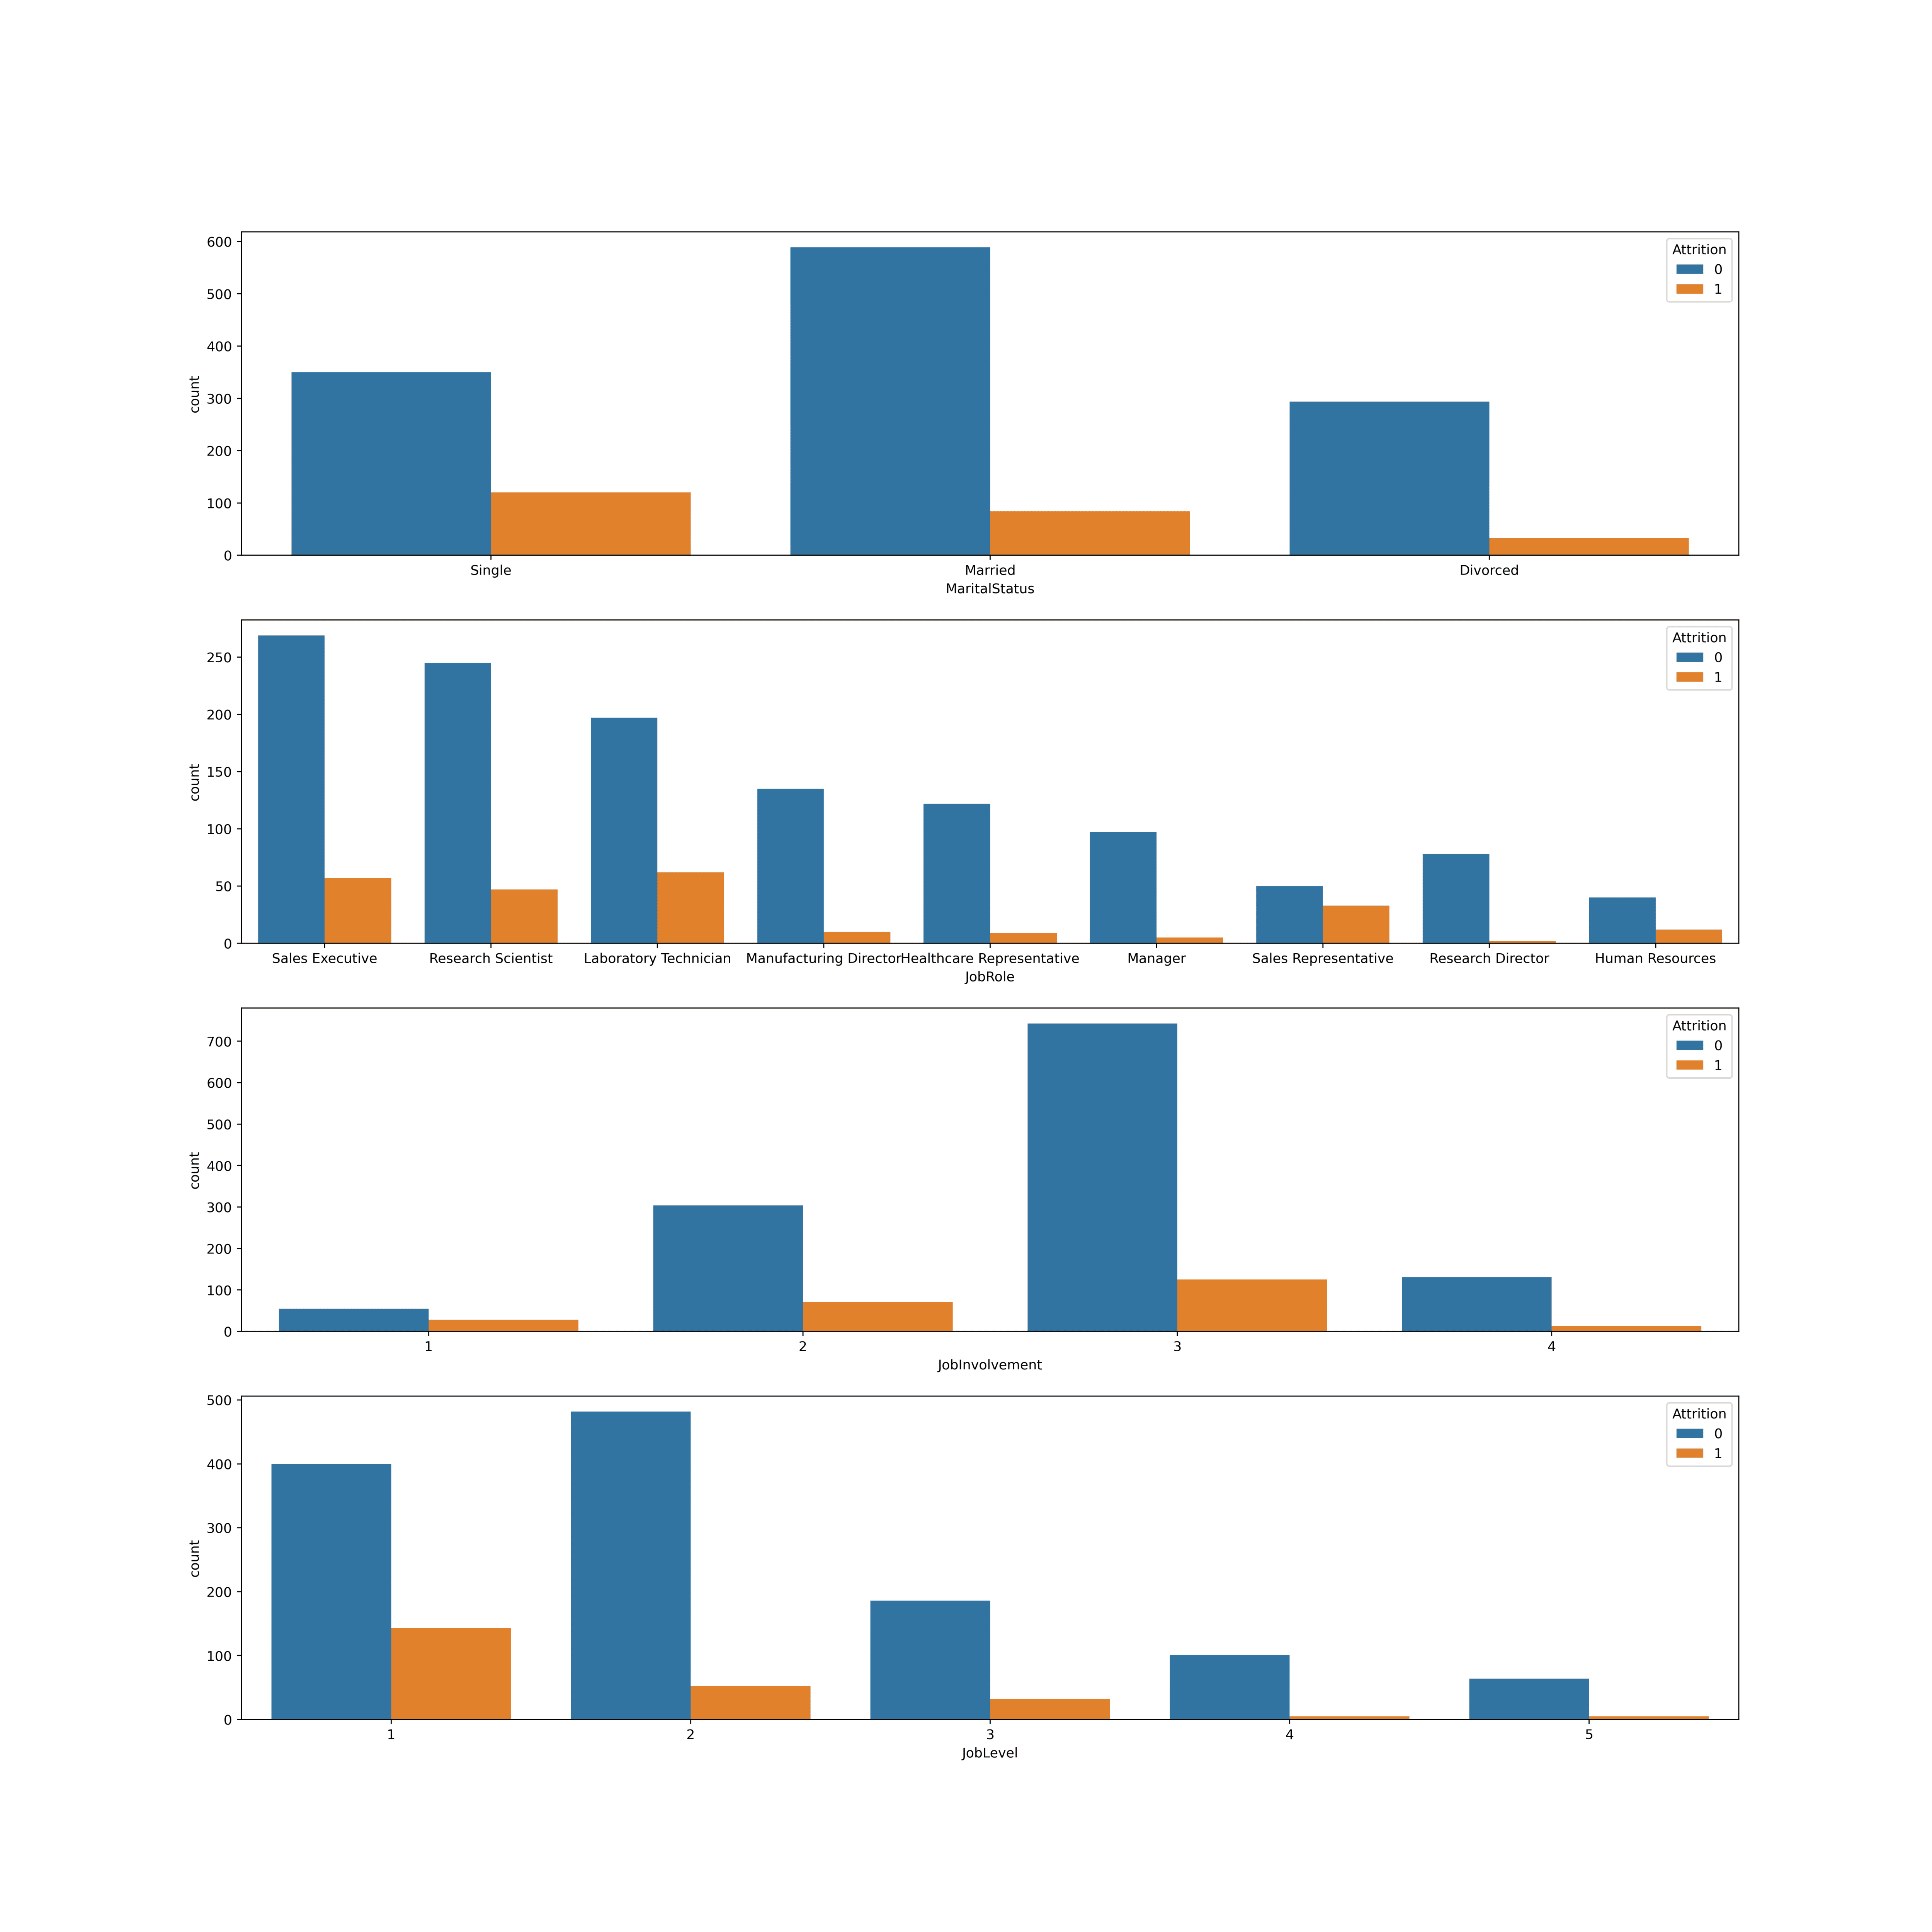 600
500
400
300
200
100
0
count
Attrition
0
1
Single Married Divorced
MaritalStatus
250
200
150
100
50
0
count
Attrition
0
1
Sales Executive Research Scientist Laboratory Technician Manufacturing Director Healthcare Representative Manager Sales Representative Research Director Human Resources
JobRole
700
600
500
400
300
200
100
0
count
Attrition
0
1
1 2 3 4
JobInvolvement
500
400
300
200
100
0
count
Attrition
0
1
1 2 3 4 5
JobLevel